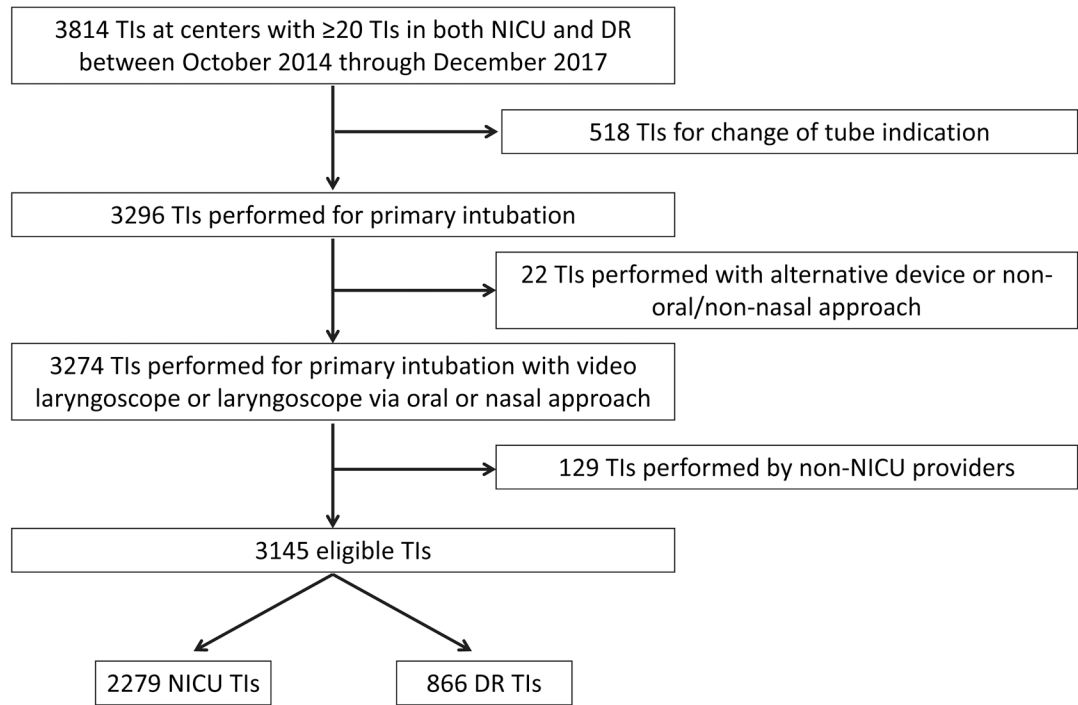 3814 TIs at centers with ≥20 TIs in both NICU and DR
between October 2014 through December 2017
518 TIs for change of tube indication
3296 TIs performed for primary intubation
22 TIs performed with alternative device or non-
oral/non-nasal approach
3274 TIs performed for primary intubation with video
laryngoscope or laryngoscope via oral or nasal approach
129 TIs performed by non-NICU providers
3145 eligible TIs
2279 NICU TIs
866 DR TIs